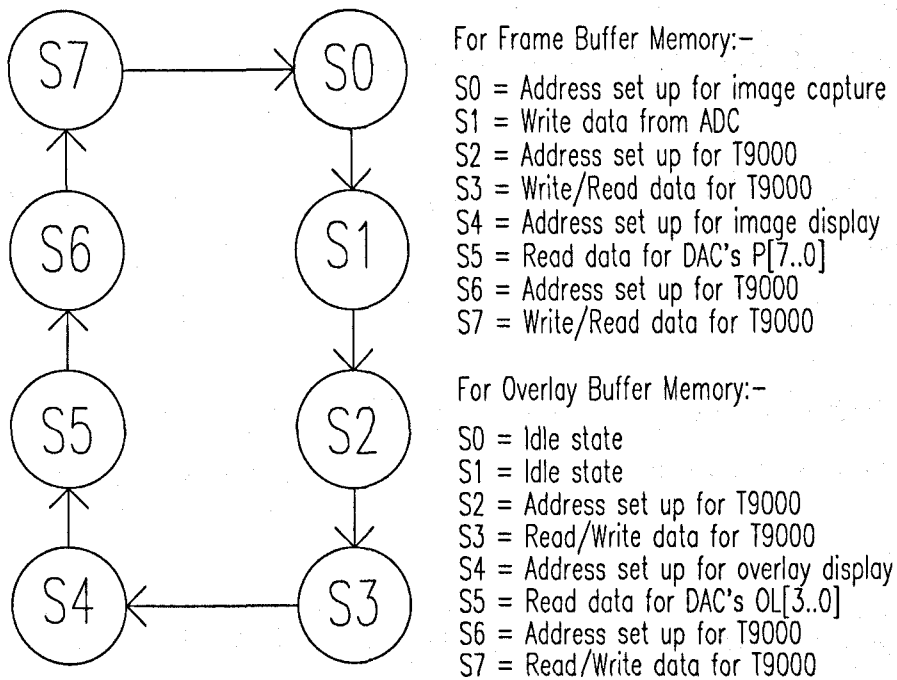 S7
S0
S6
S1
S5
S2
S4
S3
For Frame Buffer Memory:-
S0 = Address set up for image capture
S1 = Write data from ADC
S2 = Address set up for T9000
S3 = Write/Read data for T9000
S4 = Address set up for image display
S5 = Read data for DAC's P[7..0]
S6 = Address set up for T9000
S7 = Write/Read data for T9000
For Overlay Buffer Memory:-
S0 = Idle state
S1 = Idle state
S2 = Address set up for T9000
S3 = Read/Write data for T9000
S4 = Address set up for overlay display
S5 = Read data for DAC's OL[3..0]
S6 = Address set up for T9000
S7 = Read/Write data for T9000